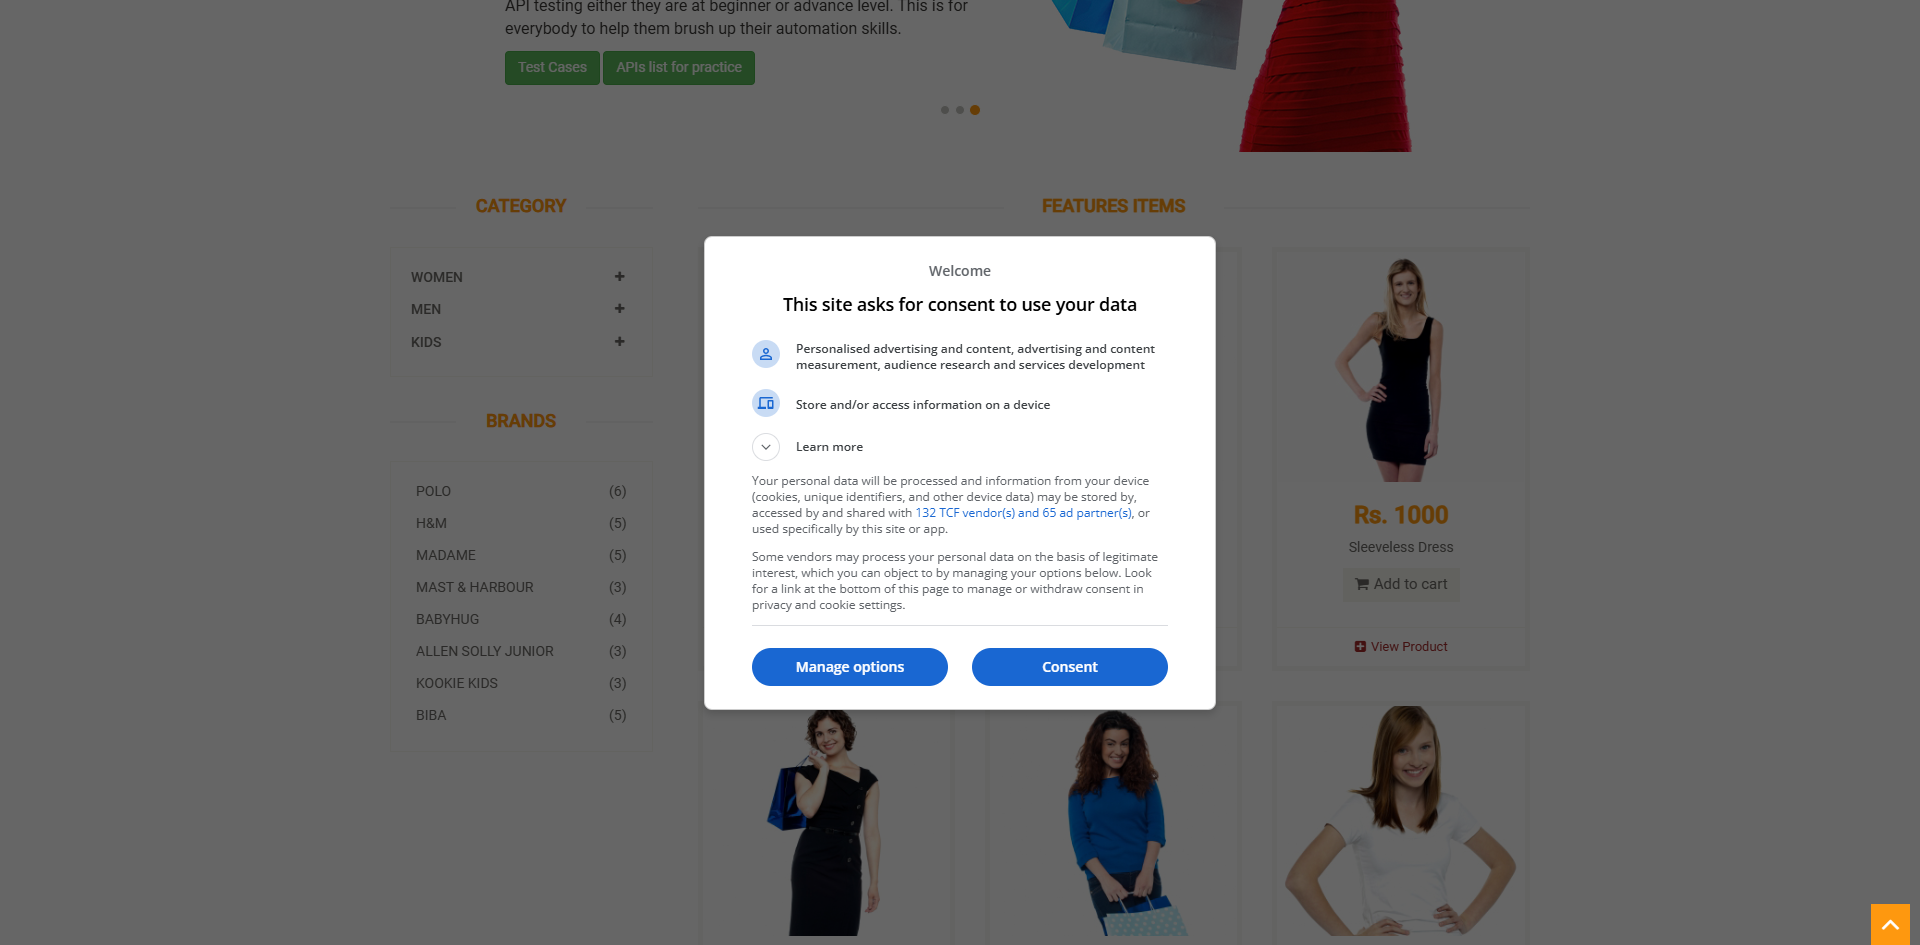 API testing either they are at beginner or advance level. This is for
everybody to help them brush up their automation skills.
Test Cases
APIs list for practice
CATEGORY
WOMEN
MEN
KIDS
BRANDS
POLO (6)
H&M (5)
MADAME (5)
MAST & HARBOUR (3)
BABYHUG (4)
ALLEN SOLLY JUNIOR (3)
KOOKIE KIDS (3)
BIBA (5)
FEATURES ITEMS
Welcome
This site asks for consent to use your data
Personalised advertising and content, advertising and content
measurement, audience research and services development
Store and/or access information on a device
Learn more
Your personal data will be processed and information from your device
(cookies, unique identifiers, and other device data) may be stored by,
accessed by and shared with 132 TCF vendor(s) and 65 ad partner(s), or
used specifically by this site or app.
Some vendors may process your personal data on the basis of legitimate
interest, which you can object to by managing your options below. Look
for a link at the bottom of this page to manage or withdraw consent in
privacy and cookie settings.
Manage options
Consent
Rs. 1000
Sleeveless Dress
Add to cart
View Product